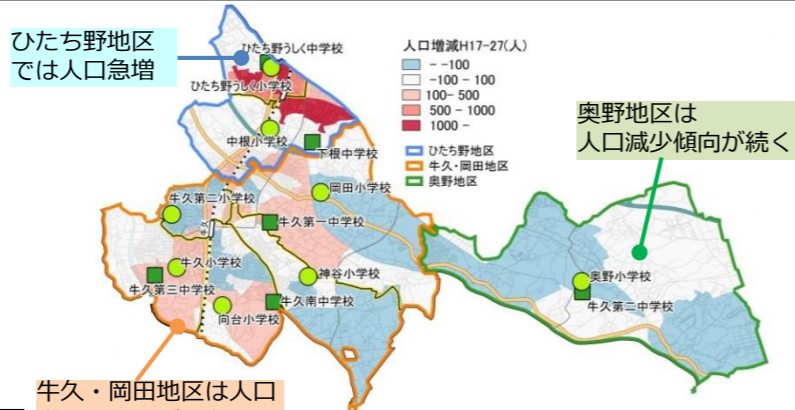 ひたち野地区
では人口急増
ひたち野うしく中学校
ひたち野うしく小学校
人口増減H17-27(人)
- -100
-100 - 100
100- 500
500 - 1000
1000 -
ひたち野地区
牛久・岡田地区
奥野地区
奥野地区は
人口減少傾向が続く
中根小学校
下根中学校
岡田小学校
牛久第二小学校
牛久
牛久第一中学校
牛久小学校
牛久第三中学校
神谷小学校
向台小学校
牛久南中学校
奥野小学校
牛久第二中学校
牛久・岡田地区は人口